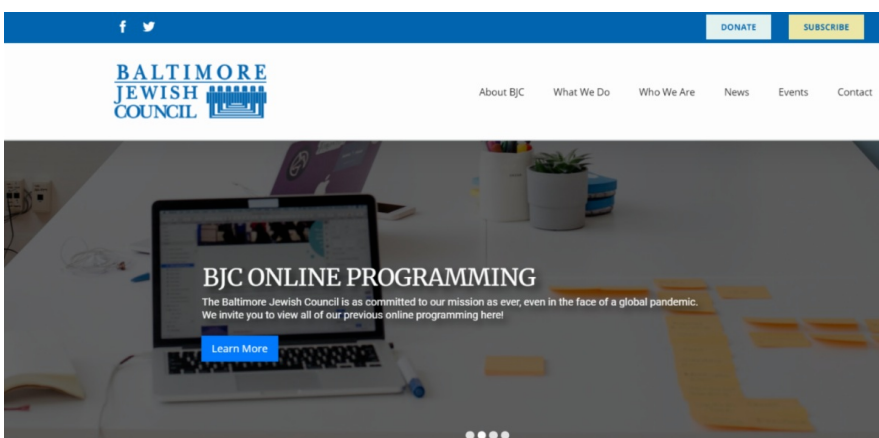 DONATE
SUBSCRIBE
BALTIMORE
JEWISH
COUNCIL
About BJC
What We Do
Who We Are
News
Events
Contact
BJC ONLINE PROGRAMMING
The Baltimore Jewish Council is as committed to our mission as ever, even in the face of a global pandemic.
We invite you to view all of our previous online programming here!
Learn More